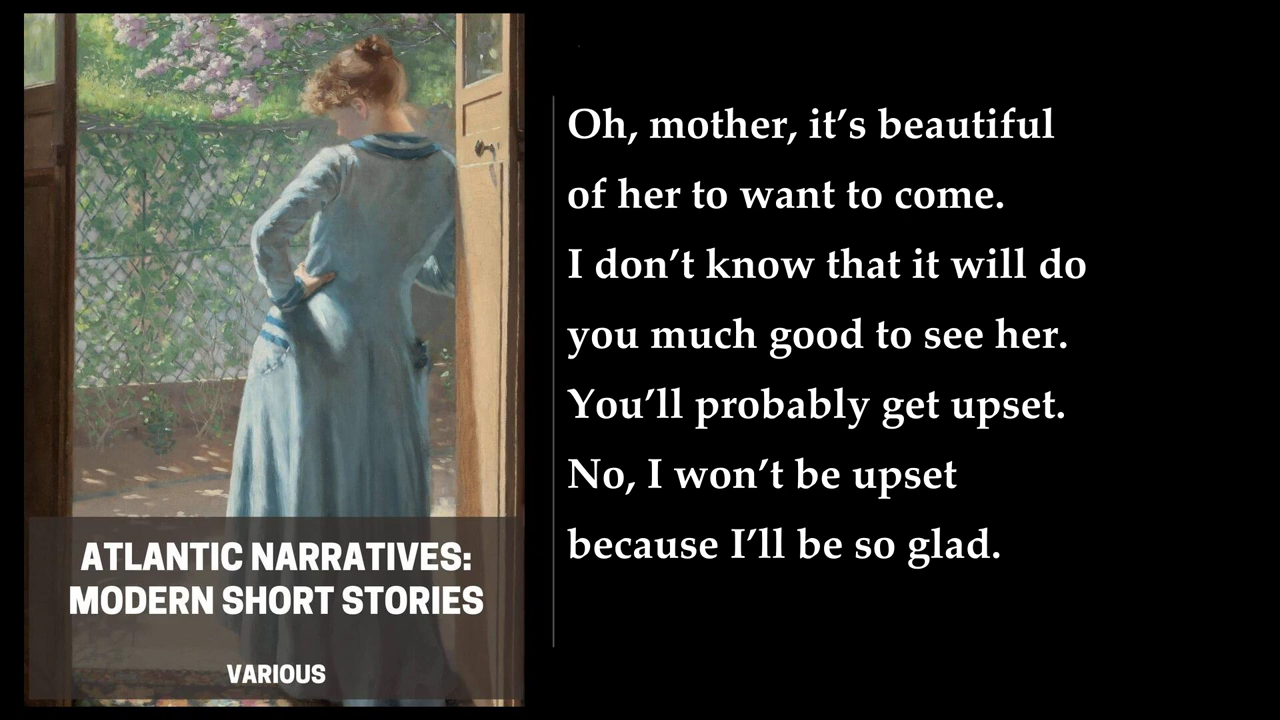 ATLANTIC NARRATIVES:
MODERN SHORT STORIES
VARIOUS
Oh, mother, it’s beautiful
of her to want to come.
I don’t know that it will do
you much good to see her.
You’ll probably get upset.
No, I won’t be upset
because I’ll be so glad.